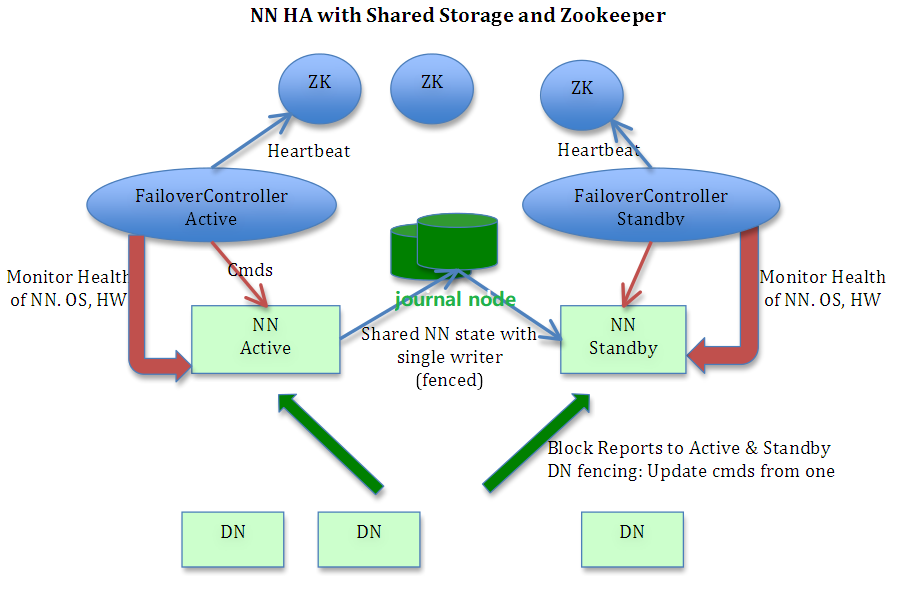 NN HA with Shared Storage and Zookeeper
ZK
ZK
ZK
Heartbeat
Heartbeat
FailoverController
Active
FailoverController
Standby
Cmds
Monitor Health
of NN. OS, HW
Monitor Health
of NN. OS, HW
journal node
NN
Active
Shared NN state with
single writer
(fenced)
NN
Standby
Block Reports to Active & Standby
DN fencing: Update cmds from one
DN
DN
DN